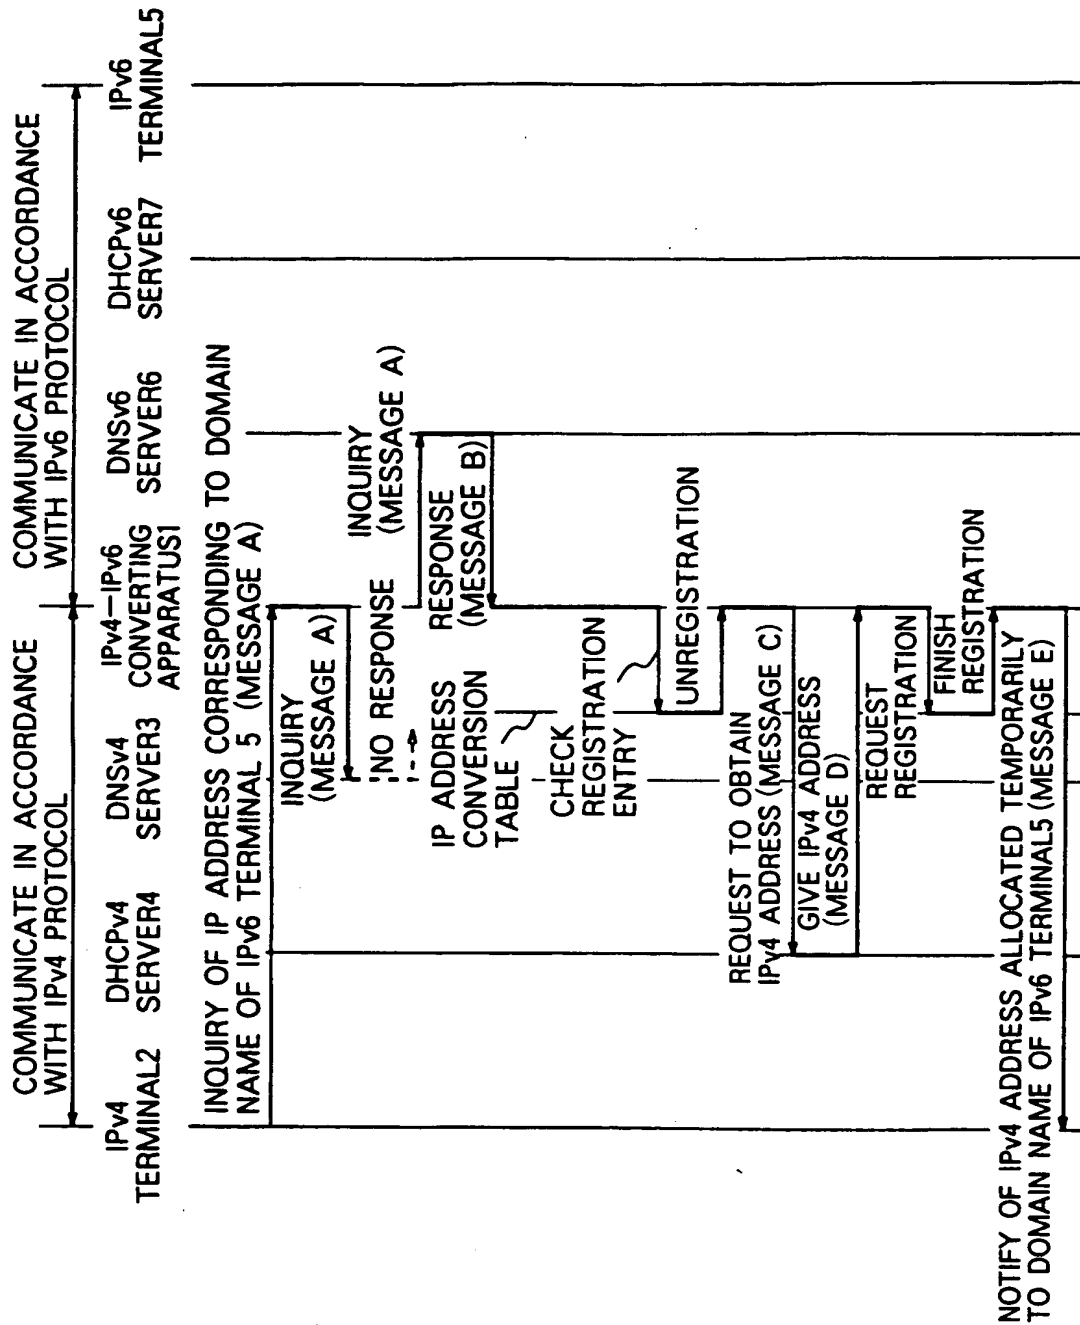 COMMUNICATE IN ACCORDANCE
WITH IPv4 PROTOCOL
COMMUNICATE IN ACCORDANCE
WITH IPv6 PROTOCOL
IPv4
TERMINAL2
DHCPv4
SERVER4
DNSv4
SERVER3
IPv4-IPv6
CONVERTING
APPARATUS1
DNSv6
SERVER6
DHCPv6
SERVER7
IPv6
TERMINAL5
INQUIRY OF IP ADDRESS CORRESPONDING TO DOMAIN
NAME OF IPv6 TERMINAL 5 (MESSAGE A)
INQUIRY
(MESSAGE A)
NO RESPONSE
INQUIRY
(MESSAGE A)
IP ADDRESS
CONVERSION
TABLE
RESPONSE
(MESSAGE B)
CHECK
REGISTRATION
ENTRY
UNREGISTRATION
REQUEST TO OBTAIN
IPv4 ADDRESS (MESSAGE C)
GIVE IPv4 ADDRESS
(MESSAGE D)
REQUEST
REGISTRATION
FINISH
REGISTRATION
NOTIFY OF IPv4 ADDRESS ALLOCATED TEMPORARILY
TO DOMAIN NAME OF IPv6 TERMINAL5 (MESSAGE E)